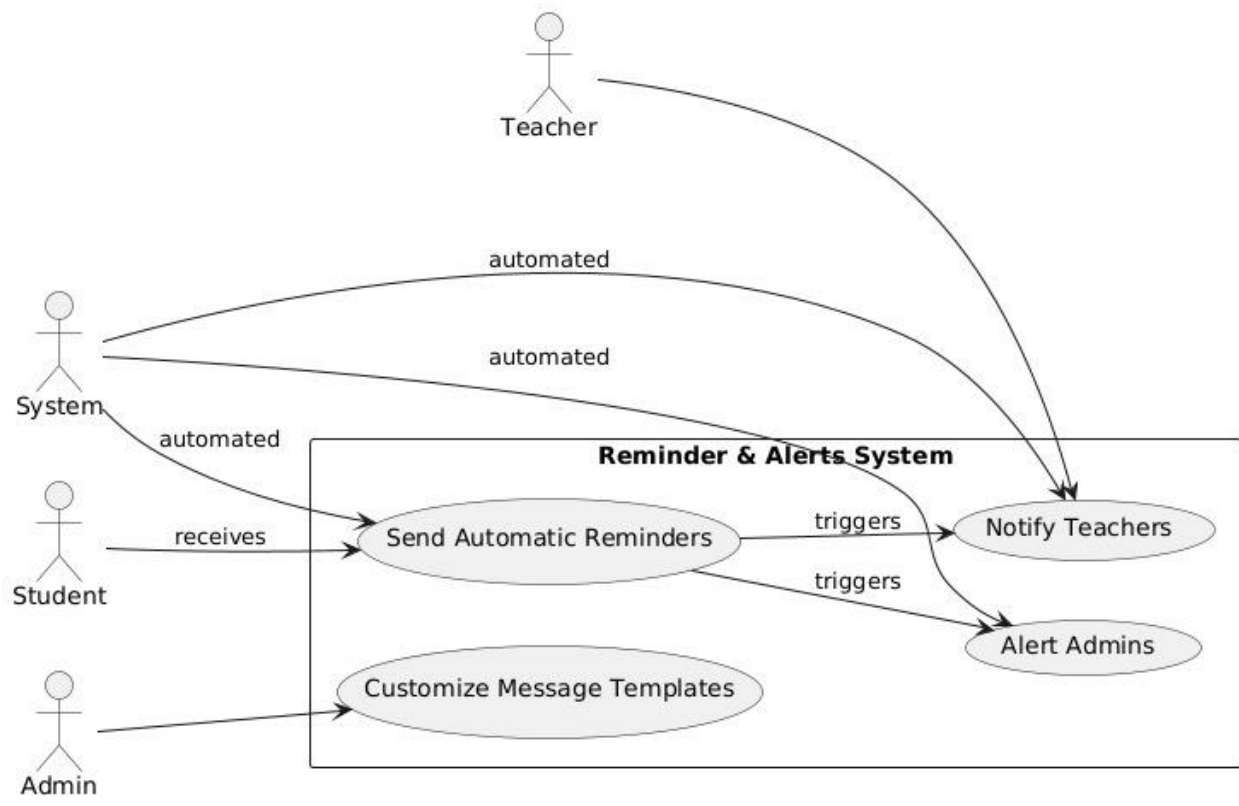 Teacher
automated
automated
System
automated
Reminder & Alerts System
Send Automatic Reminders
triggers
Notify Teachers
receives
Student
triggers
Alert Admins
Customize Message Templates
Admin